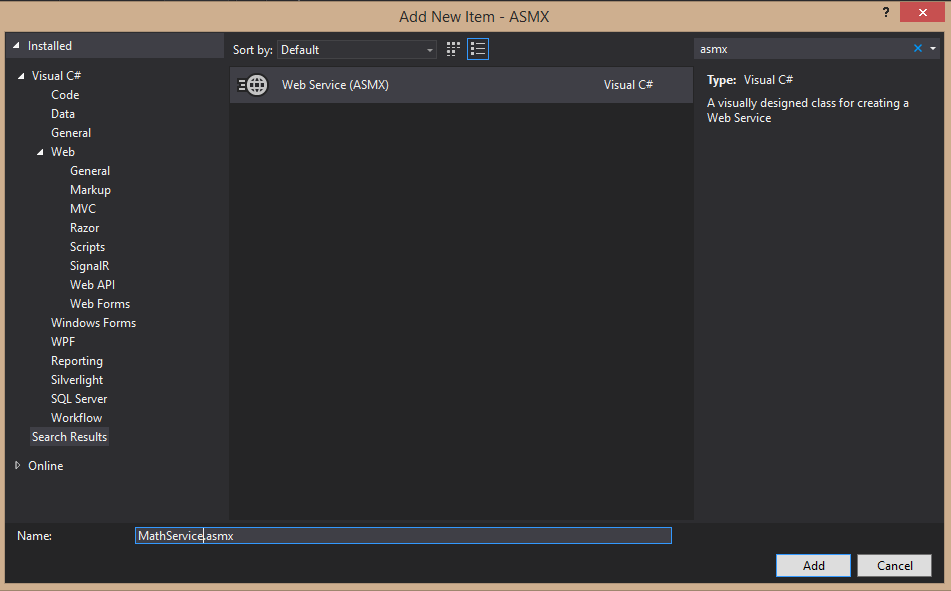 Add New Item - ASMX
?
Installed
Sort by: Default
asmx
Visual C#
Code
Data
General
Web
General
Markup
MVC
Razor
Scripts
SignalR
Web API
Web Forms
Windows Forms
WPF
Reporting
Silverlight
SQL Server
Workflow
Search Results
Online
Web Service (ASMX) Visual C#
Type: Visual C#
A visually designed class for creating a
Web Service
Name: MathService.asmx
Add Cancel